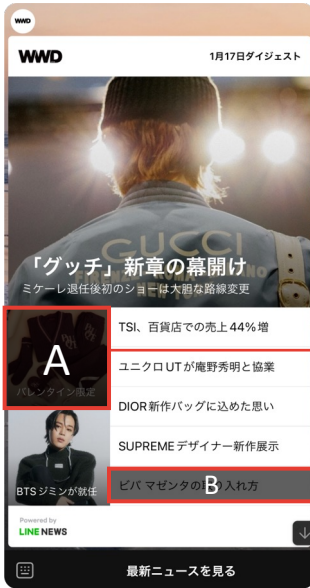 WWD
WWD
1月17日ダイジェスト
GUCCI
「グッチ」新章の幕開け
ミケーレ退任後初のショーは大胆な路線変更
TSI、百貨店での売上44%増
A
バレンタイン限定
ユニクロUTが庵野秀明と協業
DIOR新作バッグに込めた思い
SUPREMEデザイナー新作展示
BTSジミンが就任
ビバ マゼンタの取り入れ方
B
Powered by
LINE NEWS
最新ニュースを見る